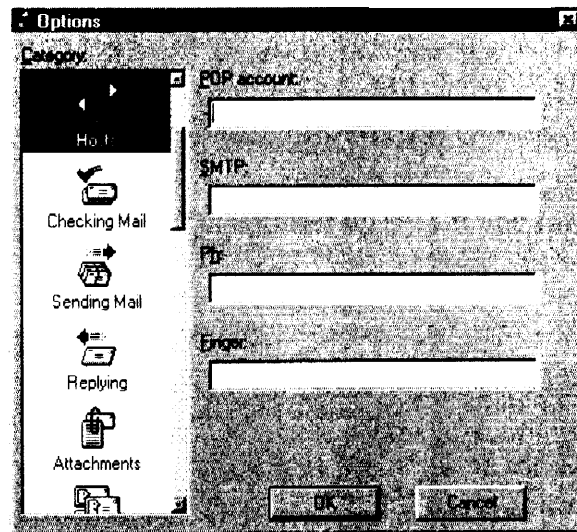 Options
Category:
POP account:
Hosts
SMTP:
Checking Mail
Ph:
Sending Mail
Finger:
Replying
Attachments
OK
Cancel